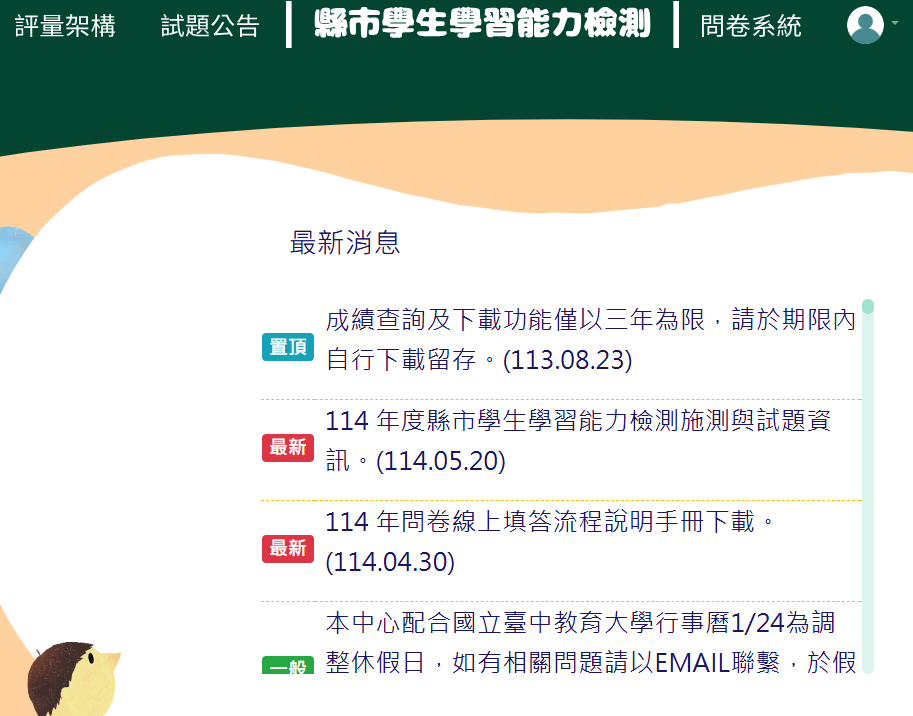 評量架構 試題公告 縣市學生學習能力檢測 問卷系統
最新消息
置頂
成績查詢及下載功能僅以三年為限，請於期限內
自行下載留存。(113.08.23)
最新
114 年度縣市學生學習能力檢測施測與試題資
訊。(114.05.20)
最新
114 年問卷線上填答流程說明手冊下載。
(114.04.30)
一般
本中心配合國立臺中教育大學行事曆1/24為調
整休假日，如有相關問題請以EMAIL聯繫，於假